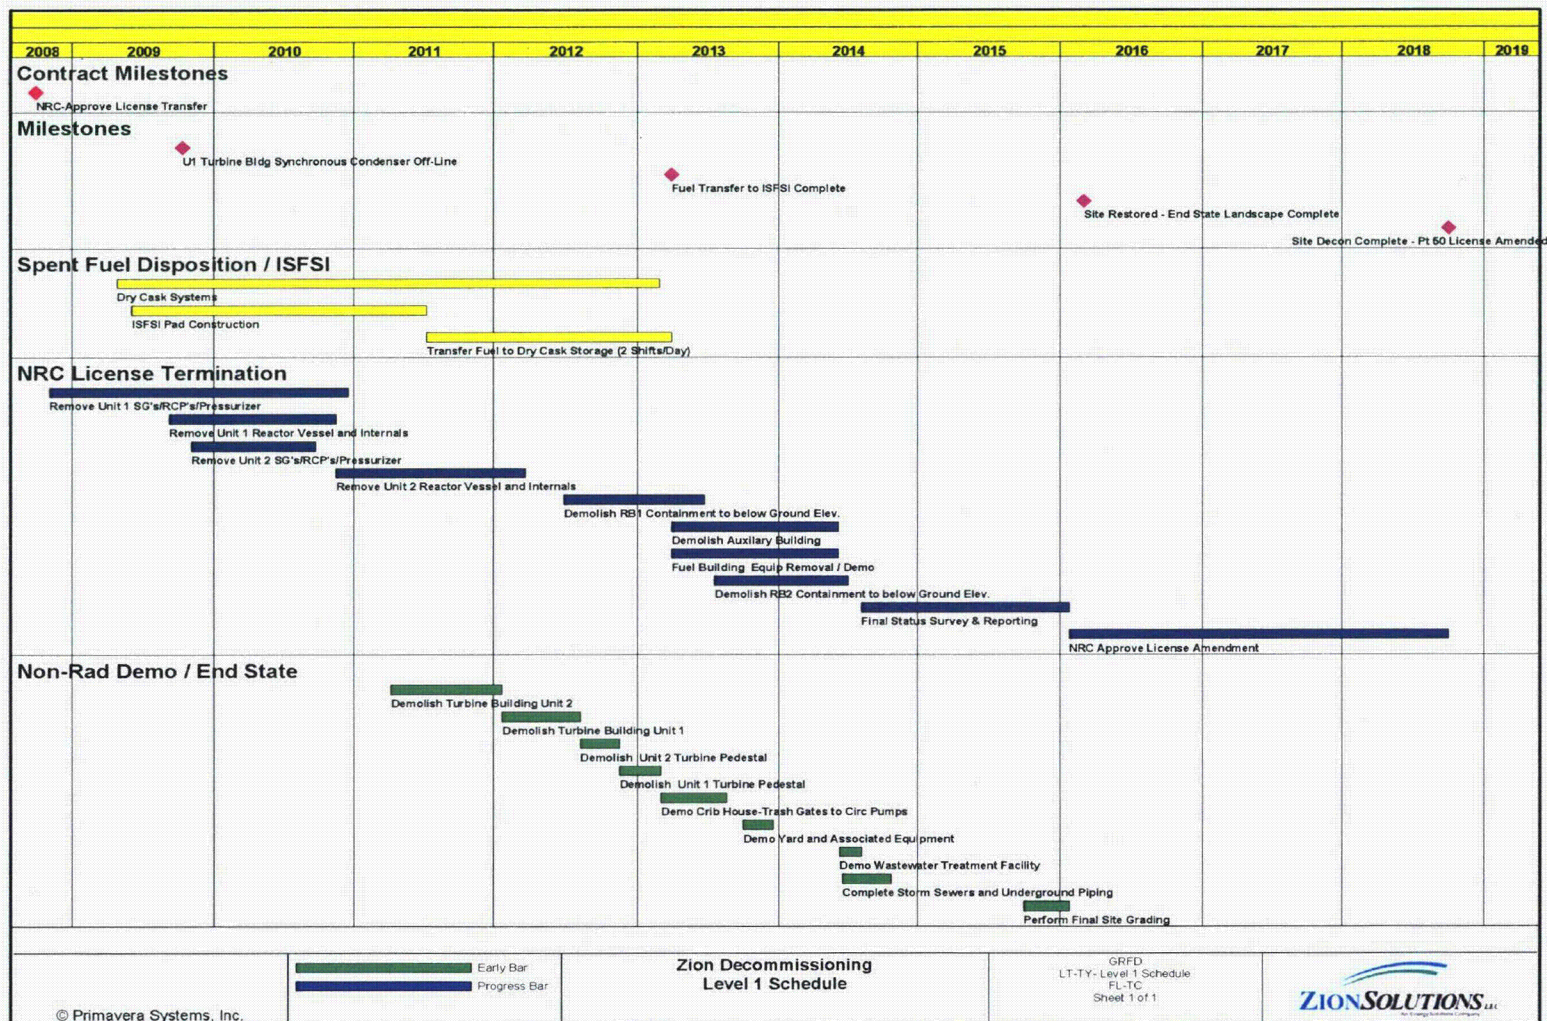 2008 2009 2010 2011 2012 2013 2014 2015 2016 2017 2018 2019
Contract Milestones
NRC-Approve License Transfer
Milestones
U1 Turbine Bldg Synchronous Condenser Off-Line
Fuel Transfer to ISFSI Complete
Site Restored - End State Landscape Complete
Site Decon Complete - Pt 50 License Amended
Spent Fuel Disposition / ISFSI
Dry Cask Systems
ISFSI Pad Construction
Transfer Fuel to Dry Cask Storage (2 Shifts/Day)
NRC License Termination
Remove Unit 1 SG's/RCP's/Pressurizer
Remove Unit 1 Reactor Vessel and Internals
Remove Unit 2 SG's/RCP's/Pressurizer
Remove Unit 2 Reactor Vessel and Internals
Demolish RB1 Containment to below Ground Elev.
Demolish Auxilary Building
Fuel Building Equip Removal / Demo
Demolish RB2 Containment to below Ground Elev.
Final Status Survey & Reporting
NRC Approve License Amendment
Non-Rad Demo / End State
Demolish Turbine Building Unit 2
Demolish Turbine Building Unit 1
Demolish Unit 2 Turbine Pedestal
Demolish Unit 1 Turbine Pedestal
Demo Crib House-Trash Gates to Circ Pumps
Demo Yard and Associated Equipment
Demo Wastewater Treatment Facility
Complete Storm Sewers and Underground Piping
Perform Final Site Grading
© Primavera Systems, Inc.
Early Bar
Progress Bar
Zion Decommissioning
Level 1 Schedule
GRFD
LT-TY- Level 1 Schedule
FL-TC
Sheet 1 of 1
ZIONSOLUTIONS LLC
An EnergySolutions Company